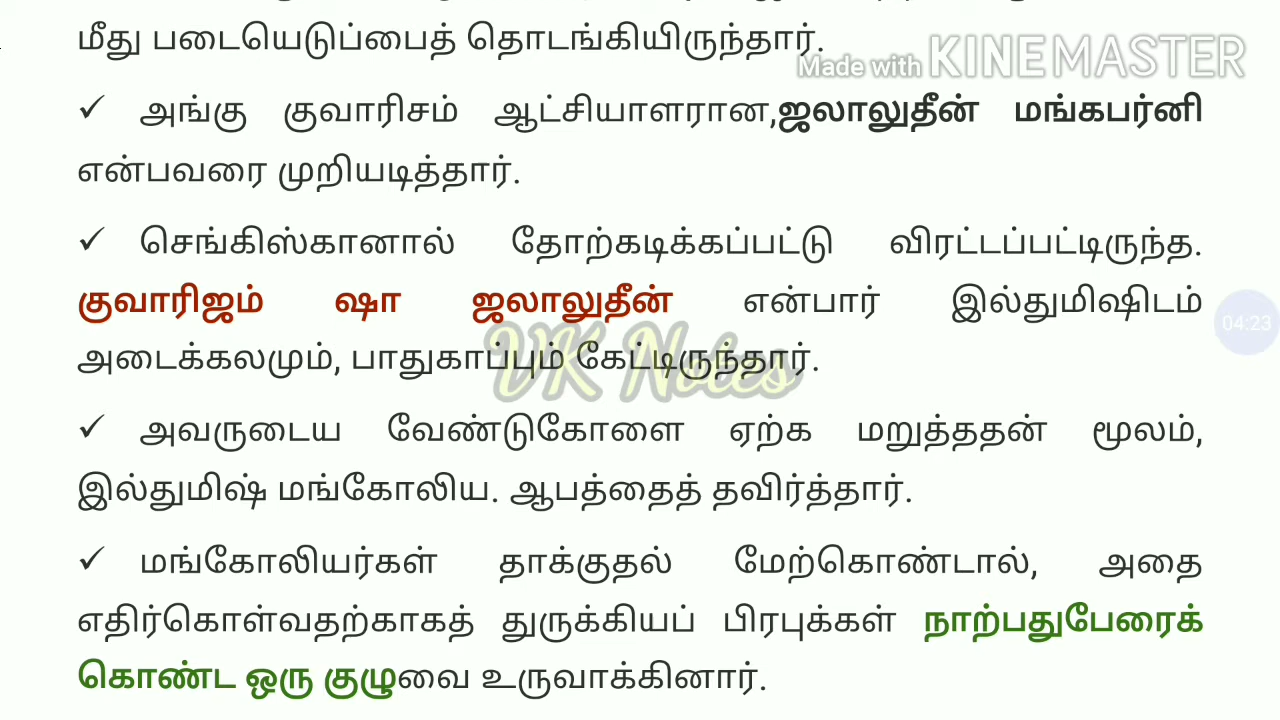 மீது படையெடுப்பைத் தொடங்கியிருந்தார்.
Made with KINEMASTER
✓ அங்கு குவாரிசம் ஆட்சியாளரான,ஜலாலுதீன் மங்கபர்னி
என்பவரை முறியடித்தார்.
✓ செங்கிஸ்கானால் தோற்கடிக்கப்பட்டு விரட்டப்பட்டிருந்த.
குவாரிஜம் ஷா ஜலாலுதீன் என்பார் இல்துமிஷிடம்
04:23
அடைக்கலமும், பாதுகாப்பும் கேட்டிருந்தார்.
VK Notes
✓ அவருடைய வேண்டுகோளை ஏற்க மறுத்ததன் மூலம்,
இல்துமிஷ் மங்கோலிய. ஆபத்தைத் தவிர்த்தார்.
✓ மங்கோலியர்கள் தாக்குதல் மேற்கொண்டால், அதை
எதிர்கொள்வதற்காகத் துருக்கியப் பிரபுக்கள் நாற்பதுபேரைக்
கொண்ட ஒரு குழுவை உருவாக்கினார்.